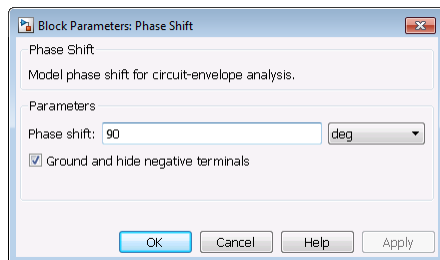 Block Parameters: Phase Shift
Phase Shift
Model phase shift for circuit-envelope analysis.
Parameters
Phase shift: 90 deg
Ground and hide negative terminals
OK Cancel Help Apply